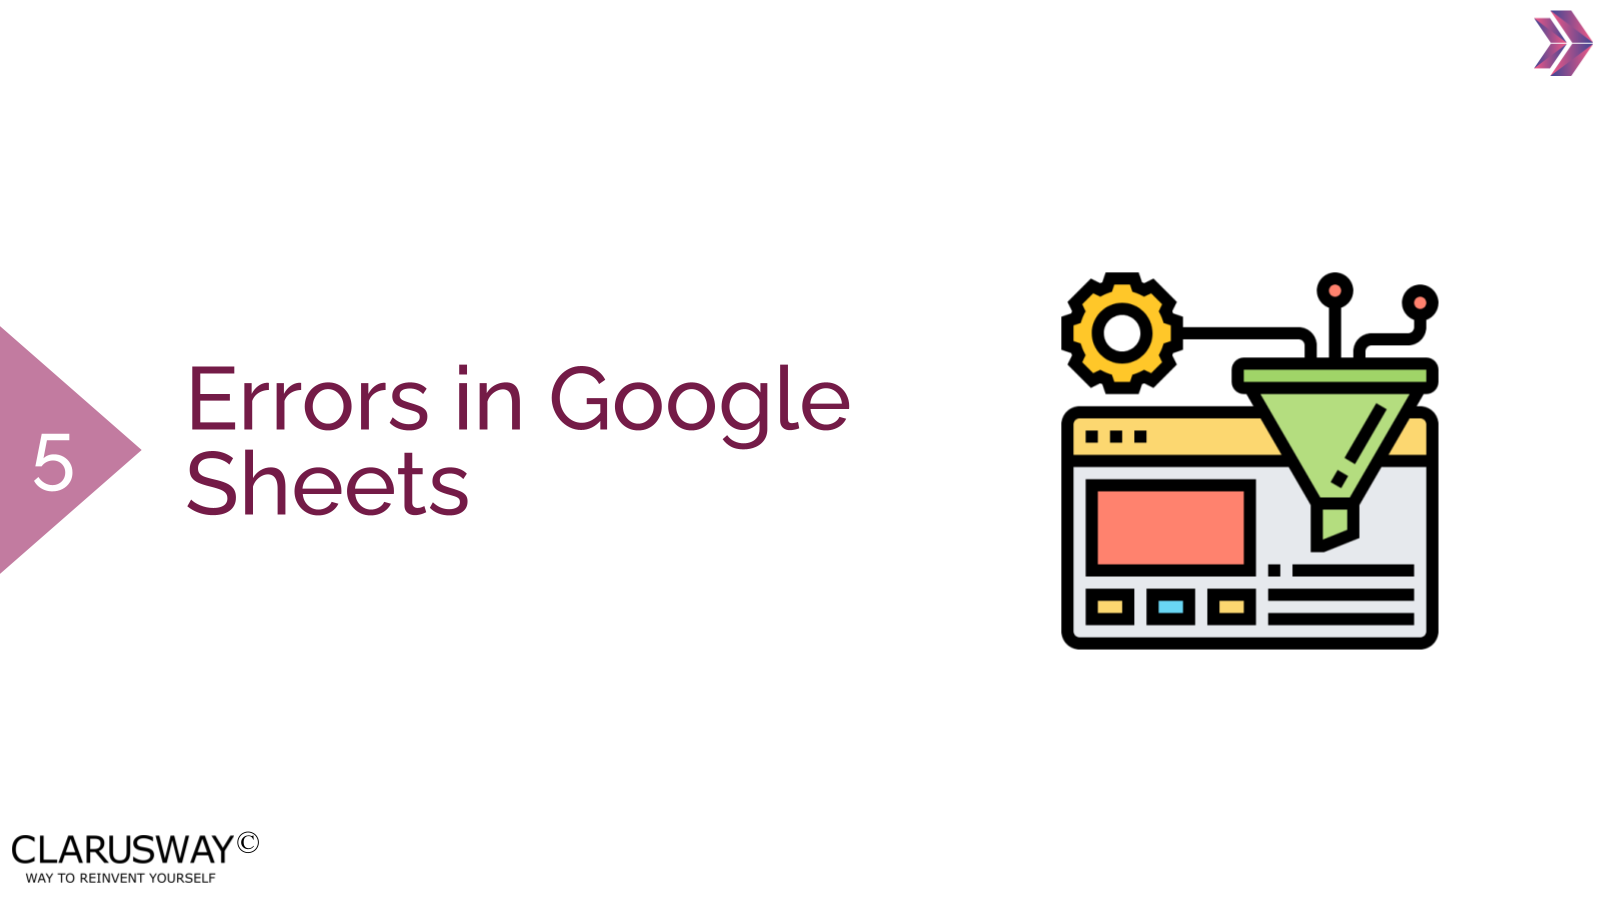 5
Errors in Google
Sheets
CLARUSWAY©
WAY TO REINVENT YOURSELF